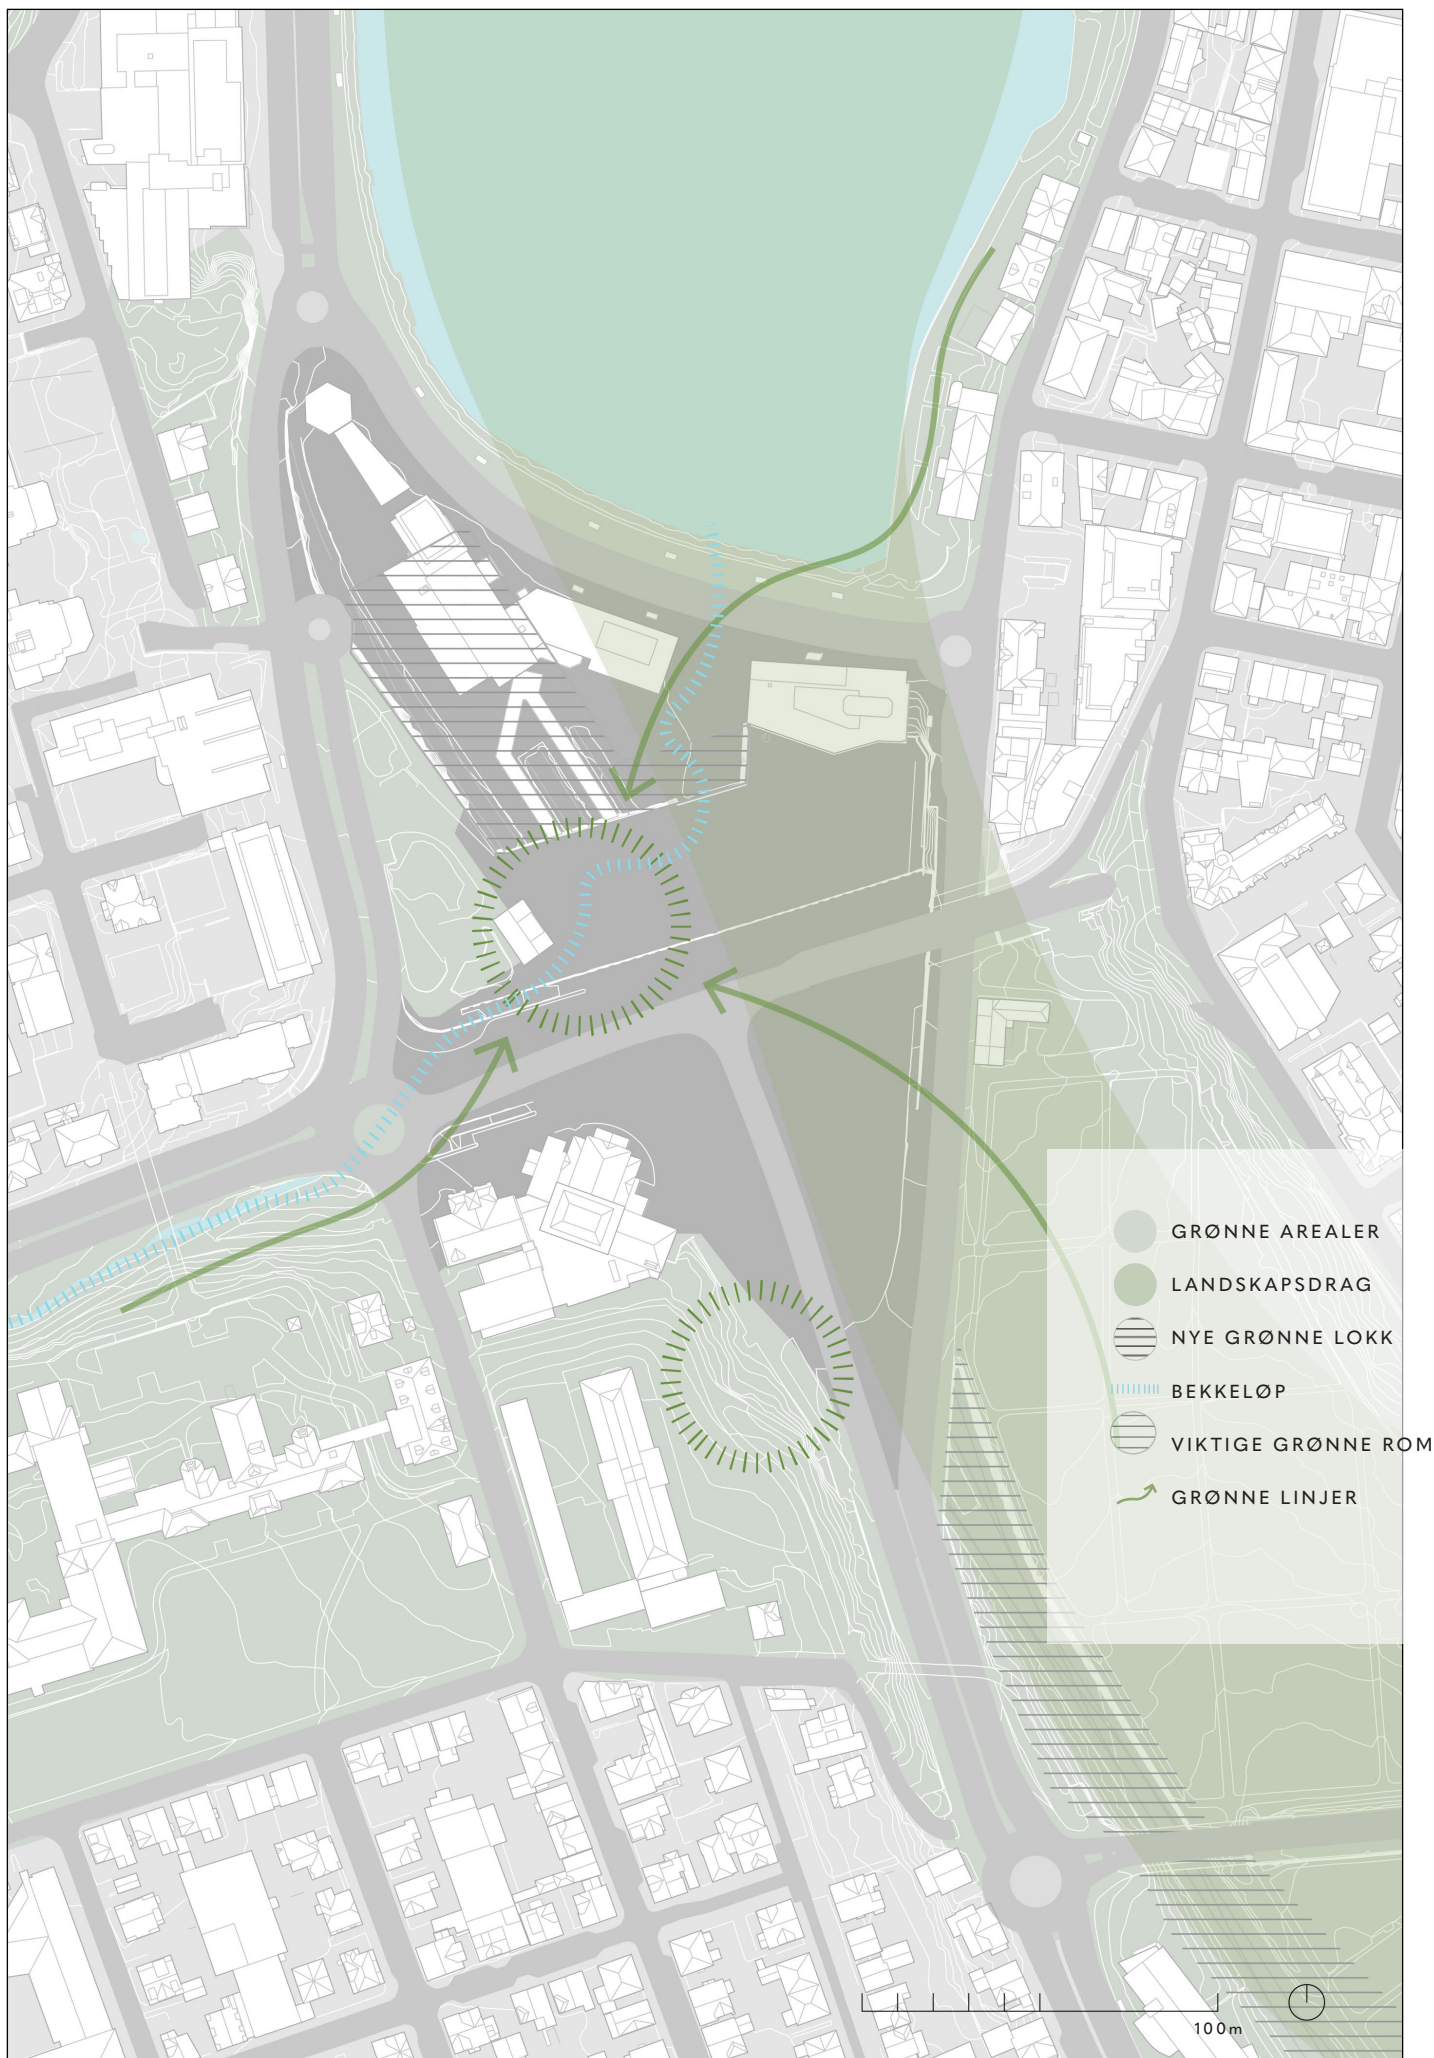 GRØNNE AREALER
LANDSKAPSDRAG
NYE GRØNNE LOKK
BEKKELØP
VIKTIGE GRØNNE ROM
GRØNNE LINJER
100m